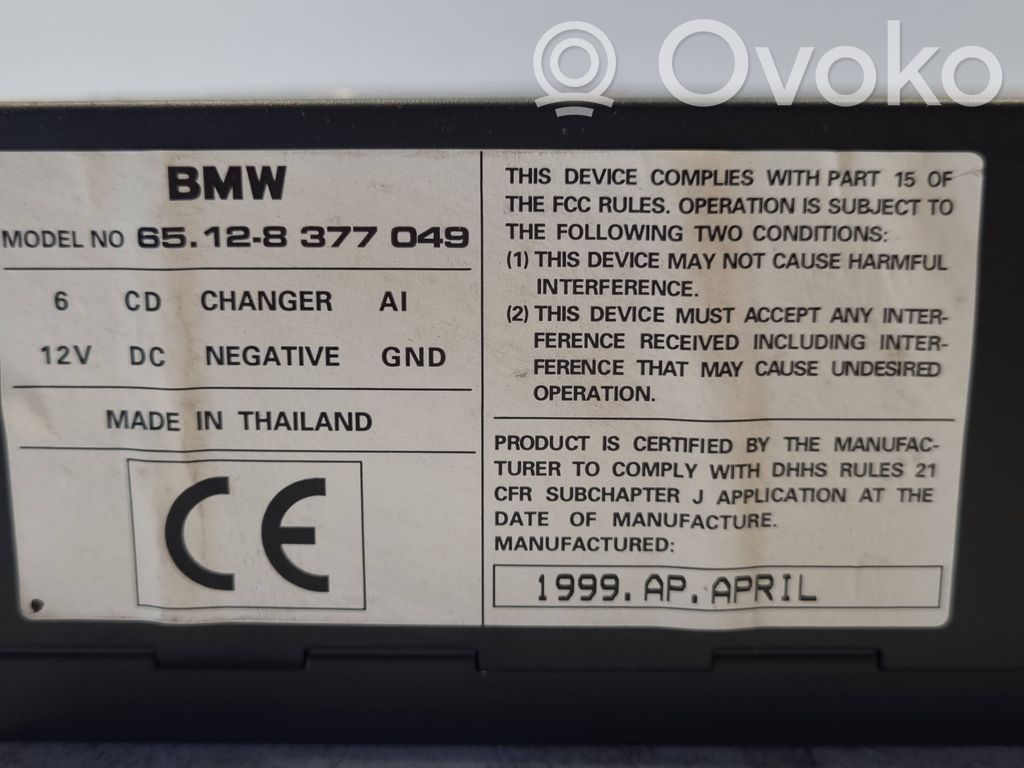 Ovoko
BMW
MODEL NO 65.12-8 377 049
6 CD CHANGER AI
12V DC NEGATIVE GND
MADE IN THAILAND
CE
THIS DEVICE COMPLIES WITH PART 15 OF
THE FCC RULES. OPERATION IS SUBJECT TO
THE FOLLOWING TWO CONDITIONS:
(1) THIS DEVICE MAY NOT CAUSE HARMFUL
INTERFERENCE.
(2) THIS DEVICE MUST ACCEPT ANY INTER-
FERENCE RECEIVED INCLUDING INTER-
FERENCE THAT MAY CAUSE UNDESIRED
OPERATION.
PRODUCT IS CERTIFIED BY THE MANUFAC-
TURER TO COMPLY WITH DHHS RULES 21
CFR SUBCHAPTER J APPLICATION AT THE
DATE OF MANUFACTURE.
MANUFACTURED:
1999.AP.APRIL